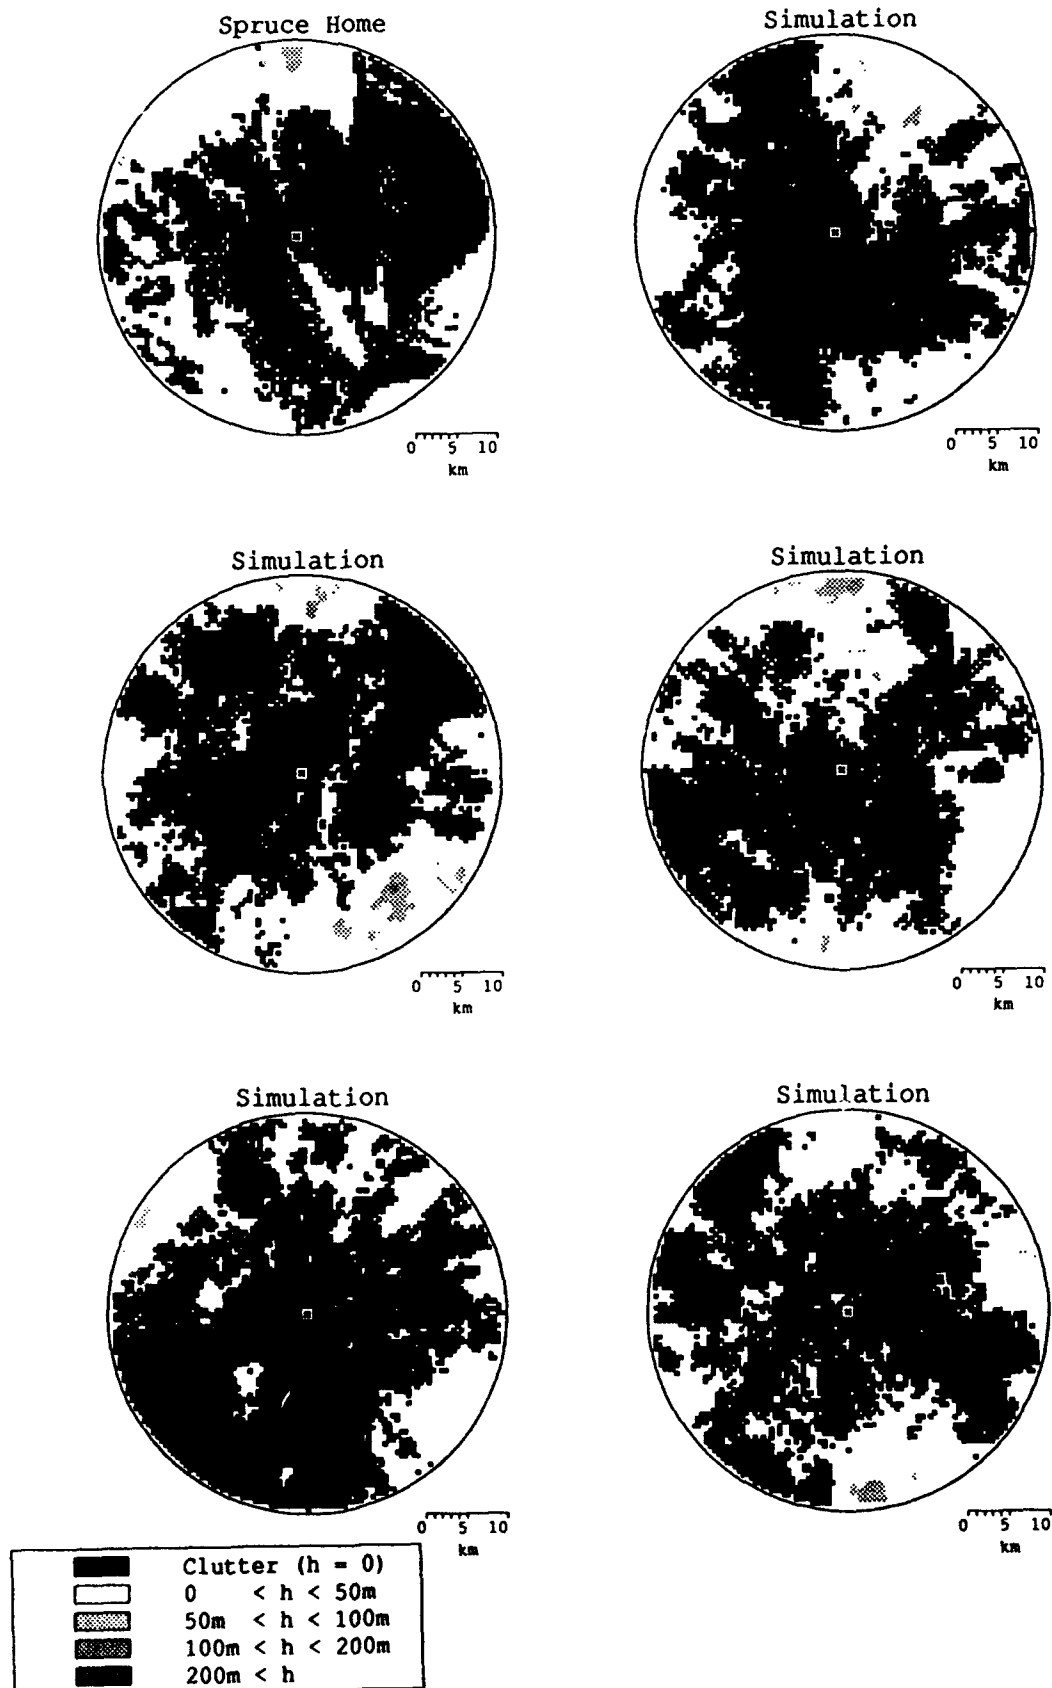 Spruce Home
Simulation
0 5 10
km
0 5 10
km
Simulation
Simulation
0 5 10
km
0 5 10
km
Simulation
Simulation
0 5 10
km
0 5 10
km
Clutter (h = 0)
0 < h < 50m
50m < h < 100m
100m < h < 200m
200m < h